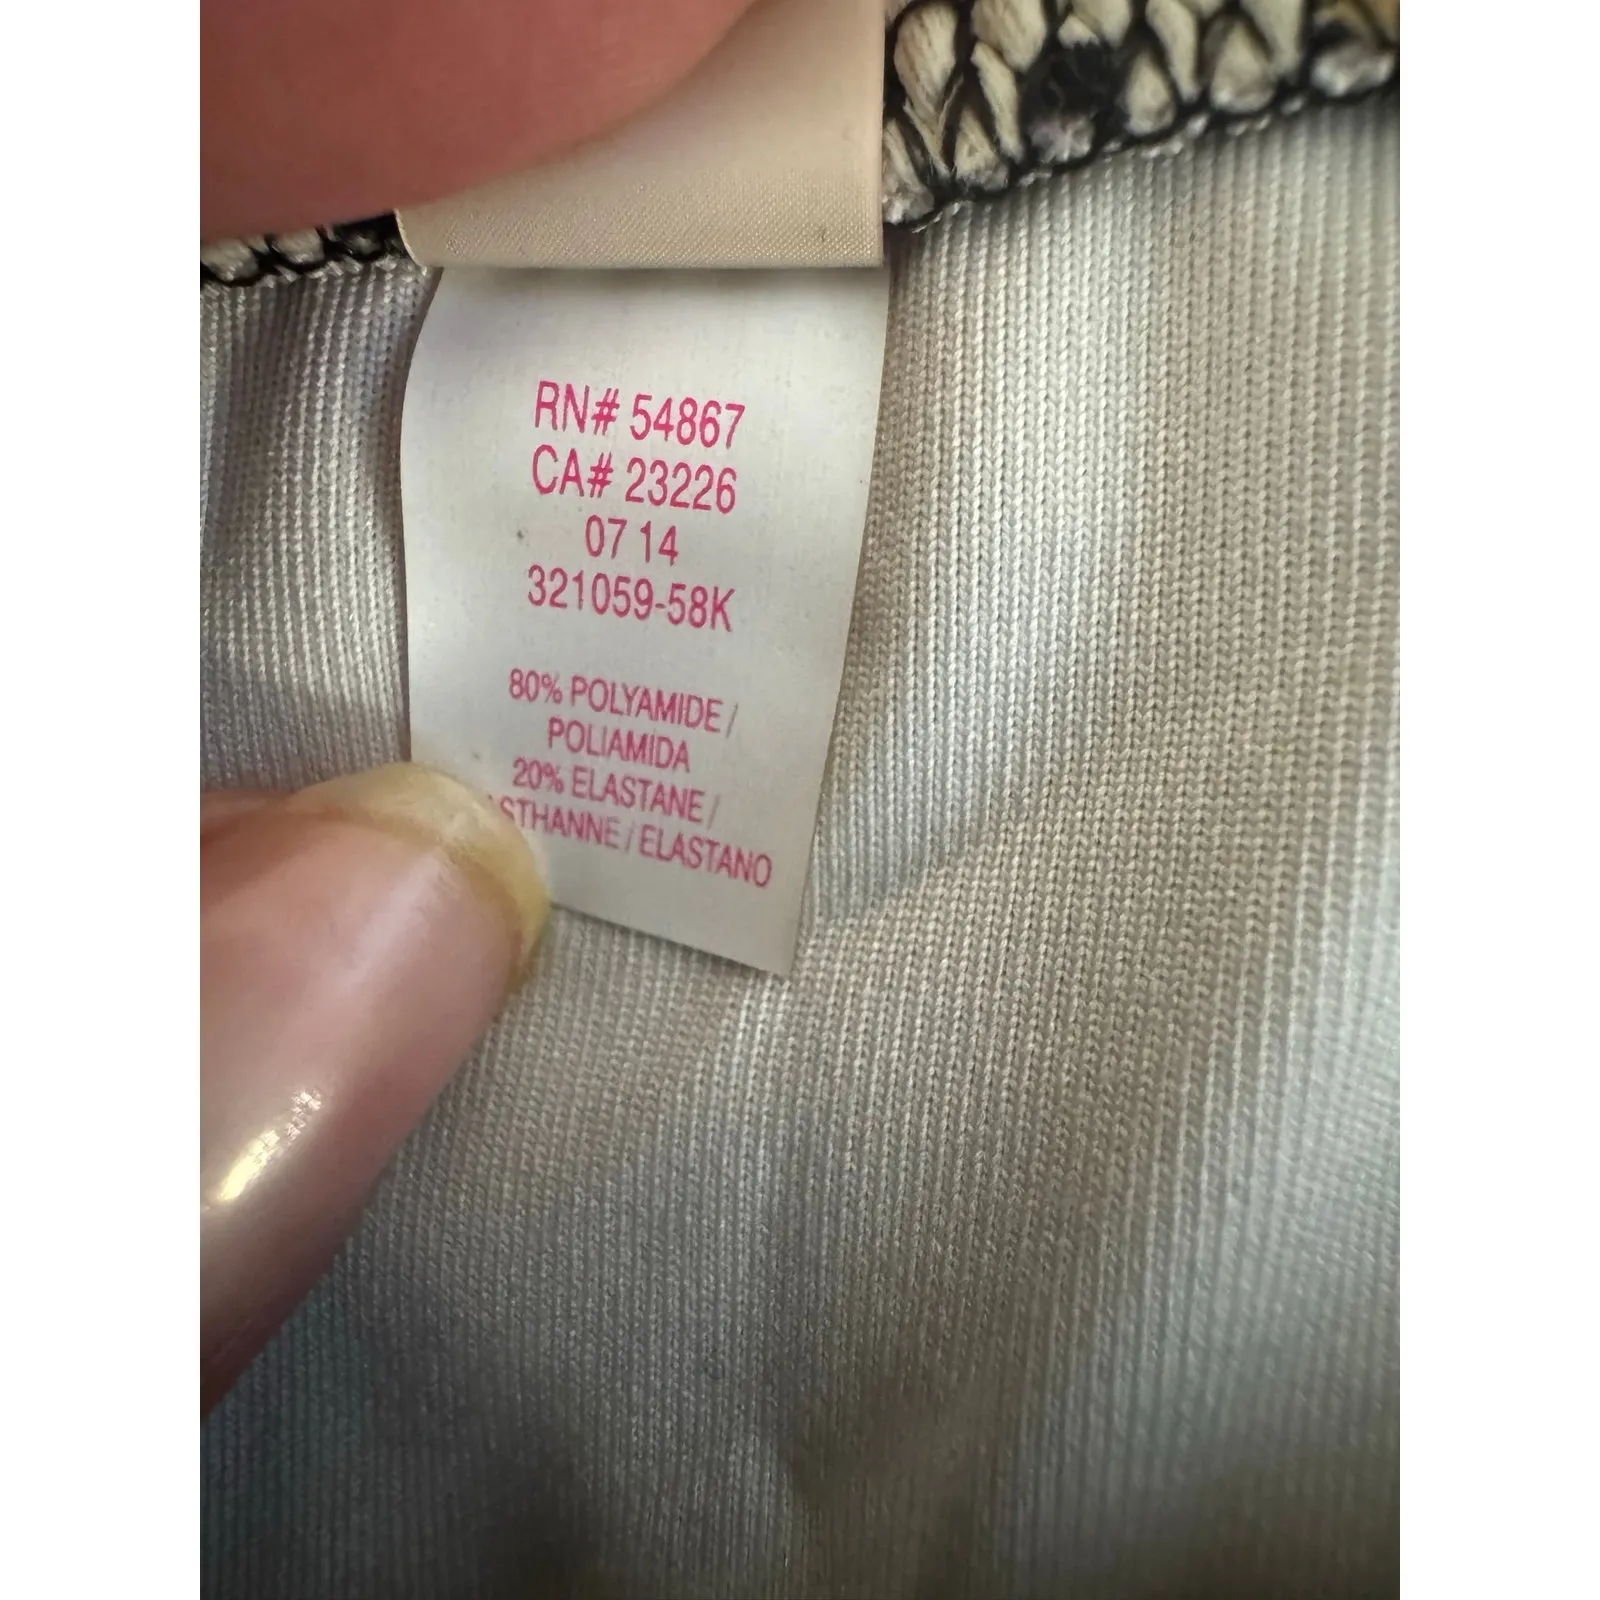 RN# 54867
CA# 23226
07 14
321059-58K
80% POLYAMIDE /
POLIAMIDA
20% ELASTANE /
/ ELASTANO